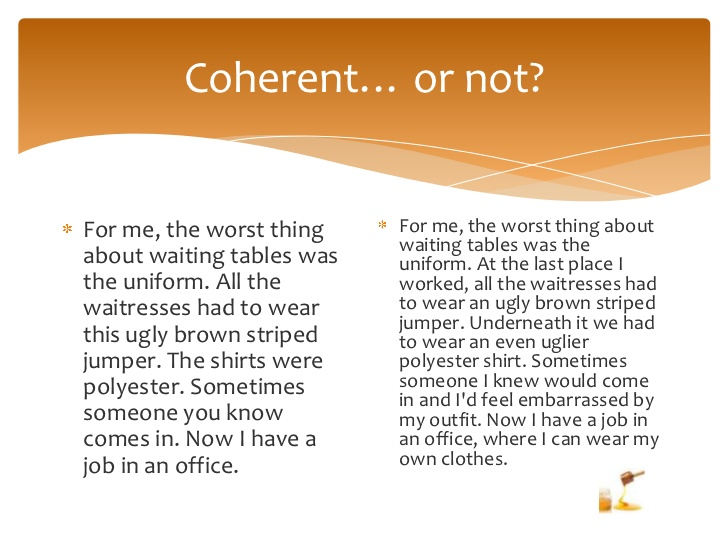 Coherent… or not?
For me, the worst thing
about waiting tables was
the uniform. All the
waitresses had to wear
this ugly brown striped
jumper. The shirts were
polyester. Sometimes
someone you know
comes in. Now I have a
job in an office.
For me, the worst thing about
waiting tables was the
uniform. At the last place I
worked, all the waitresses had
to wear an ugly brown striped
jumper. Underneath it we had
to wear an even uglier
polyester shirt. Sometimes
someone I knew would come
in and I'd feel embarrassed by
my outfit. Now I have a job in
an office, where I can wear my
own clothes.